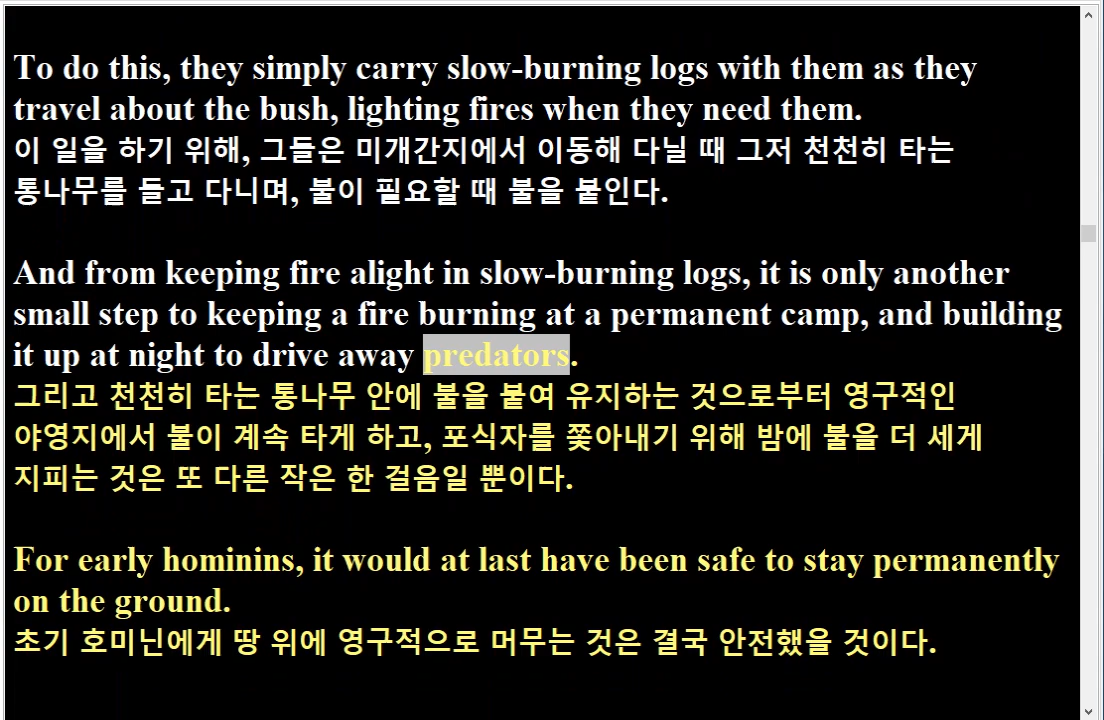 To do this, they simply carry slow-burning logs with them as they
travel about the bush, lighting fires when they need them.
이 일을 하기 위해, 그들은 미개간지에서 이동해 다닐 때 그저 천천히 타는
통나무를 들고 다니며, 불이 필요할 때 불을 붙인다.
And from keeping fire alight in slow-burning logs, it is only another
small step to keeping a fire burning at a permanent camp, and building
it up at night to drive away predators.
그리고 천천히 타는 통나무 안에 불을 붙여 유지하는 것으로부터 영구적인
야영지에서 불이 계속 타게 하고, 포식자를 쫓아내기 위해 밤에 불을 더 세게
지피는 것은 또 다른 작은 한 걸음일 뿐이다.
For early hominins, it would at last have been safe to stay permanently
on the ground.
초기 호미닌에게 땅 위에 영구적으로 머무는 것은 결국 안전했을 것이다.